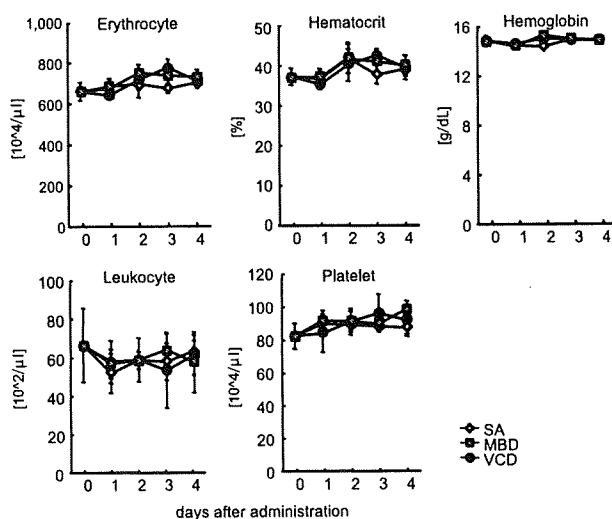 Erythrocyte
1,000
800
600
400
200
0
[10^4/µl]
0 1 2 3 4
Hematocrit
50
40
30
20
10
0
[%]
0 1 2 3 4
Hemoglobin
16
12
8
4
0
[g/dL]
0 1 2 3 4
Leukocyte
100
80
60
40
20
0
[10^2/µl]
0 1 2 3 4
Platelet
120
100
80
60
40
20
0
[10^4/µl]
0 1 2 3 4
SA
MBD
VCD
days after administration